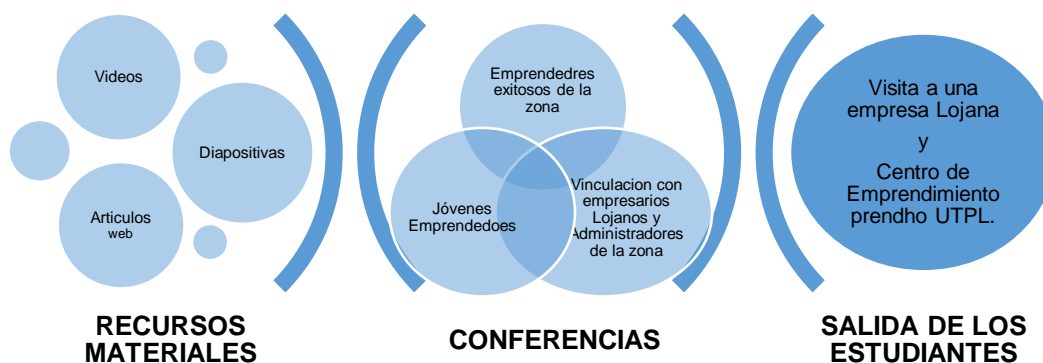 Videos
Diapositivas
Articulos
web
RECURSOS
MATERIALES
Emprendedres
exitosos de la
zona
Jóvenes
Emprendedoes
Vinculacion con
empresarios
Lojanos y
Administradores
de la zona
CONFERENCIAS
Visita a una
empresa Lojana
y
Centro de
Emprendimiento
prendho UTPL.
SALIDA DE LOS
ESTUDIANTES